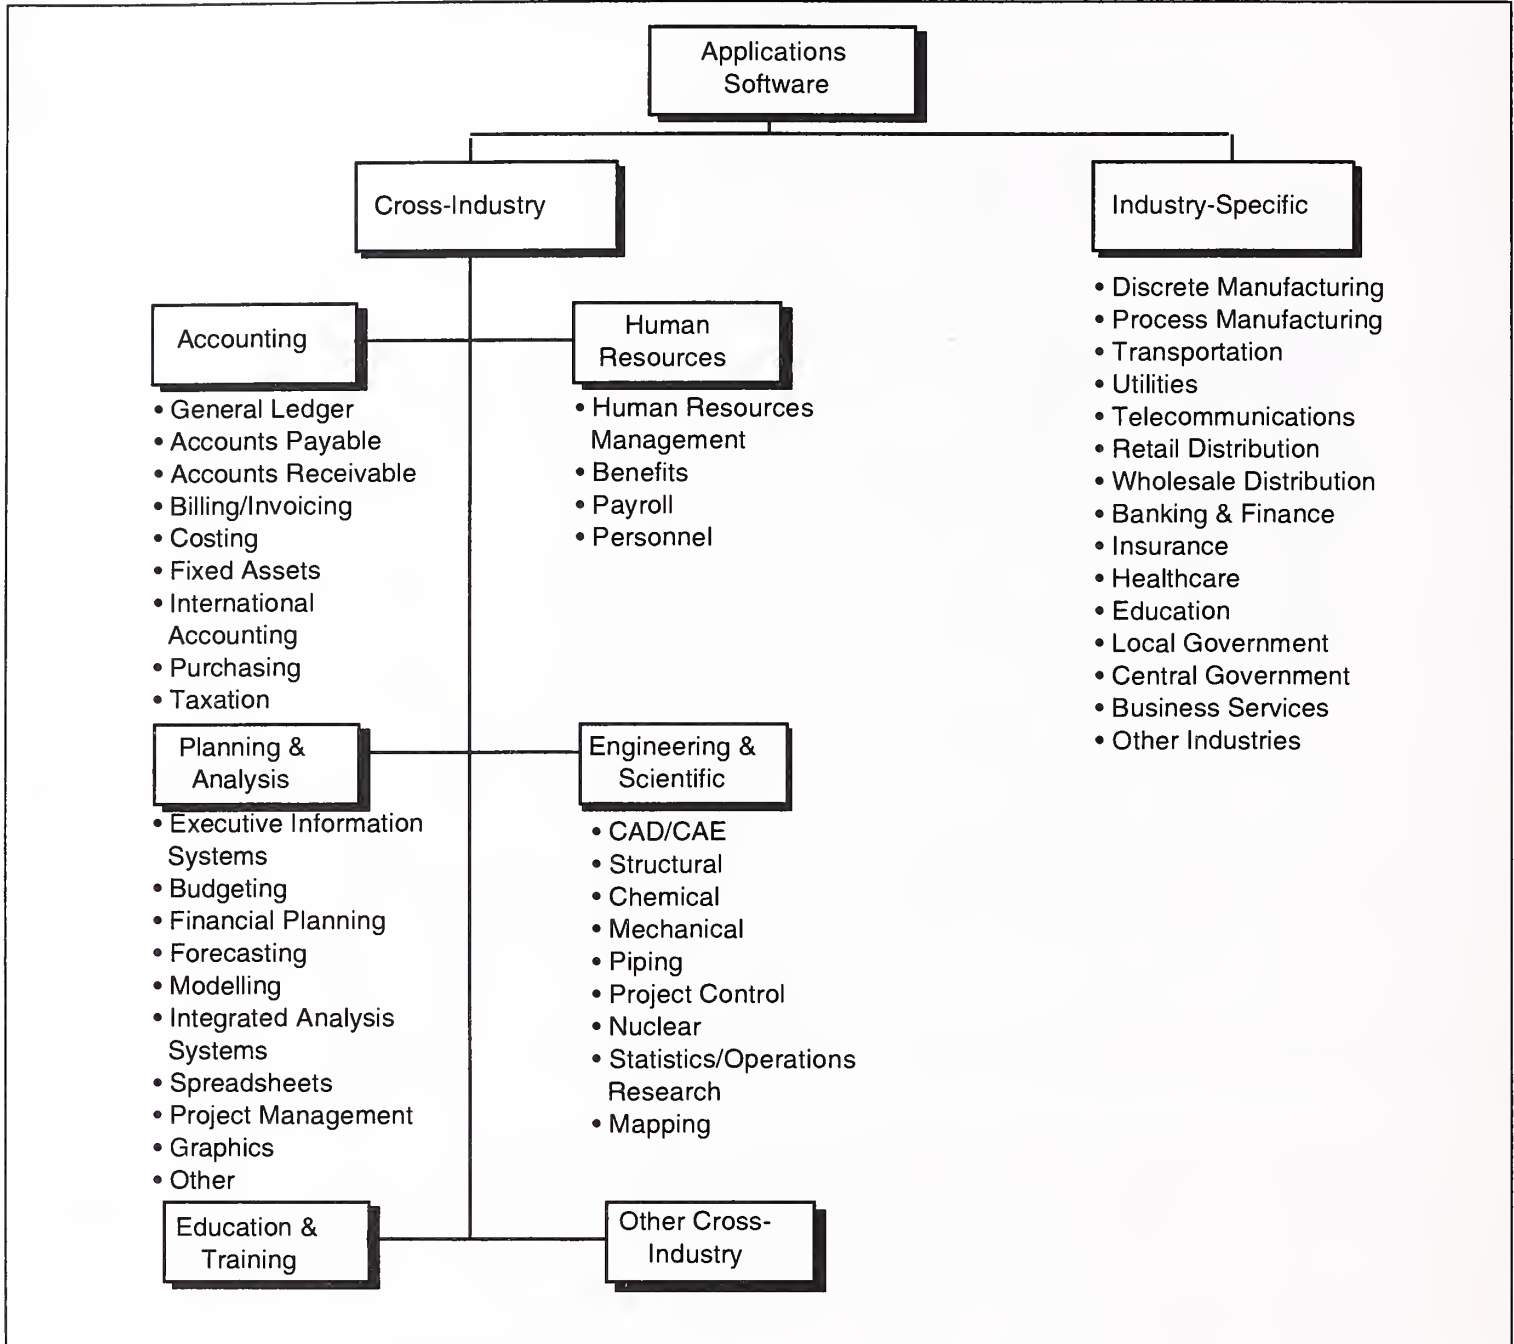 Applications
Software
Cross-Industry
Industry-Specific
Accounting
• General Ledger
• Accounts Payable
• Accounts Receivable
• Billing/Invoicing
• Costing
• Fixed Assets
• International
Accounting
• Purchasing
• Taxation
Human
Resources
• Human Resources
Management
• Benefits
• Payroll
• Personnel
Planning &
Analysis
• Executive Information
Systems
• Budgeting
• Financial Planning
• Forecasting
• Modelling
• Integrated Analysis
Systems
• Spreadsheets
• Project Management
• Graphics
• Other
Engineering &
Scientific
• CAD/CAE
• Structural
• Chemical
• Mechanical
• Piping
• Project Control
• Nuclear
• Statistics/Operations
Research
• Mapping
Education &
Training
Other Cross-
Industry
• Discrete Manufacturing
• Process Manufacturing
• Transportation
• Utilities
• Telecommunications
• Retail Distribution
• Wholesale Distribution
• Banking & Finance
• Insurance
• Healthcare
• Education
• Local Government
• Central Government
• Business Services
• Other Industries